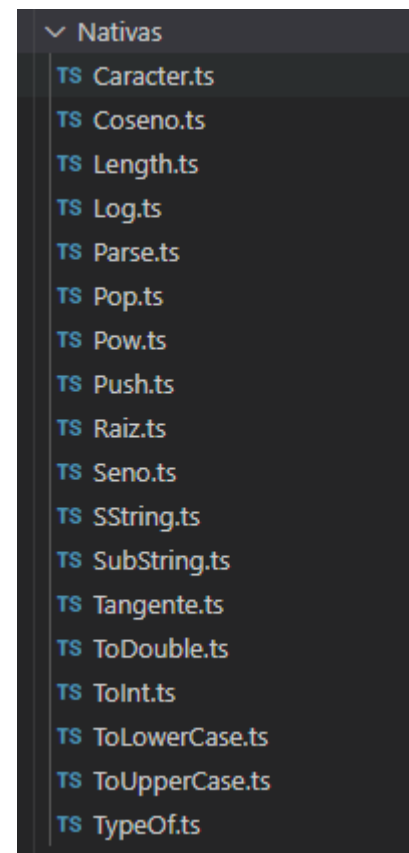 Nativas
TS Caracter.ts
TS Coseno.ts
TS Length.ts
TS Log.ts
TS Parse.ts
TS Pop.ts
TS Pow.ts
TS Push.ts
TS Raiz.ts
TS Seno.ts
TS SString.ts
TS SubString.ts
TS Tangente.ts
TS ToDouble.ts
TS ToInt.ts
TS ToLowerCase.ts
TS ToUpperCase.ts
TS TypeOf.ts